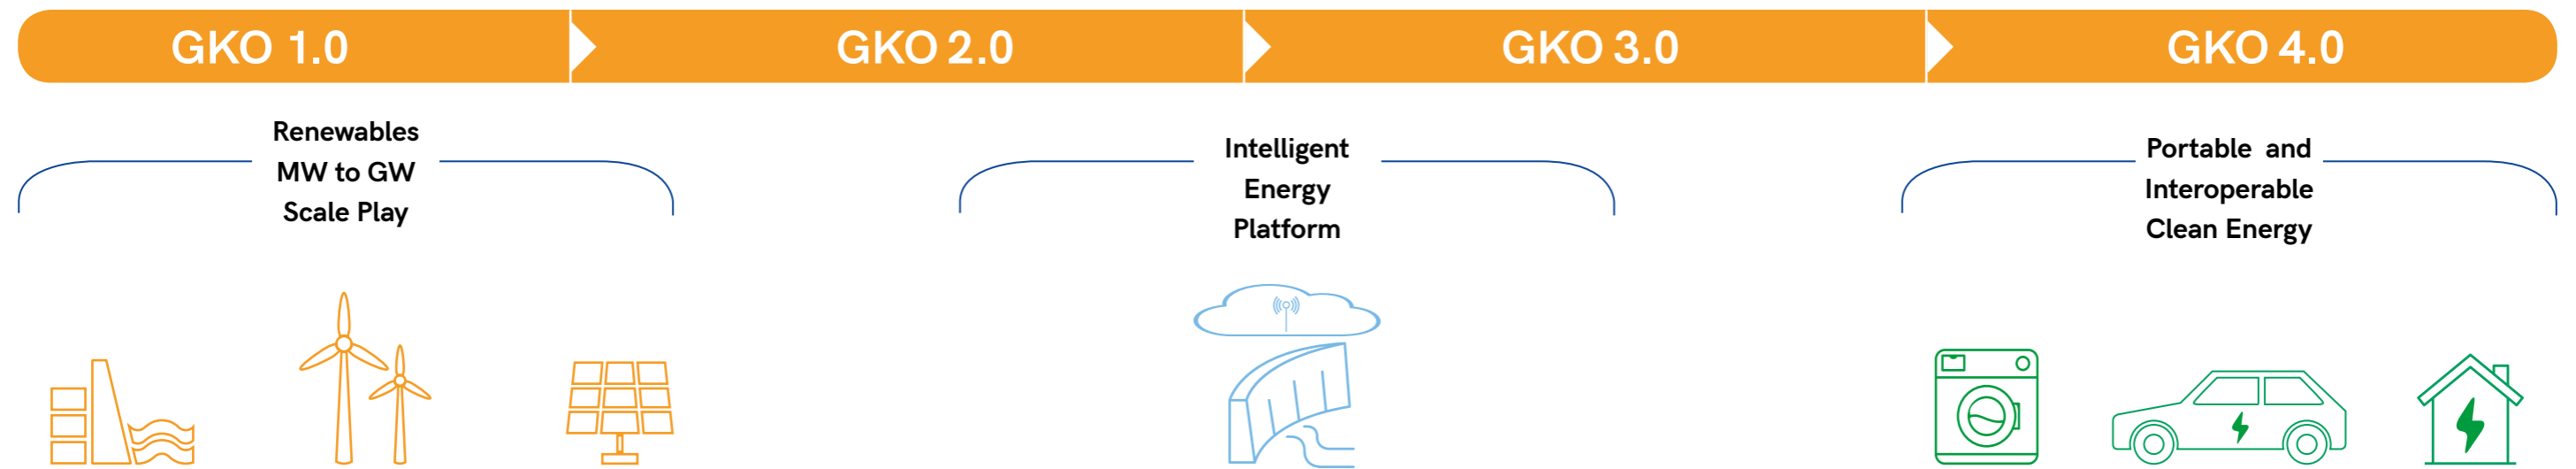 GKO 1.0
GKO 2.0
GKO 3.0
GKO 4.0
Renewables
MW to GW
Scale Play
Intelligent
Energy
Platform
Portable and
Interoperable
Clean Energy